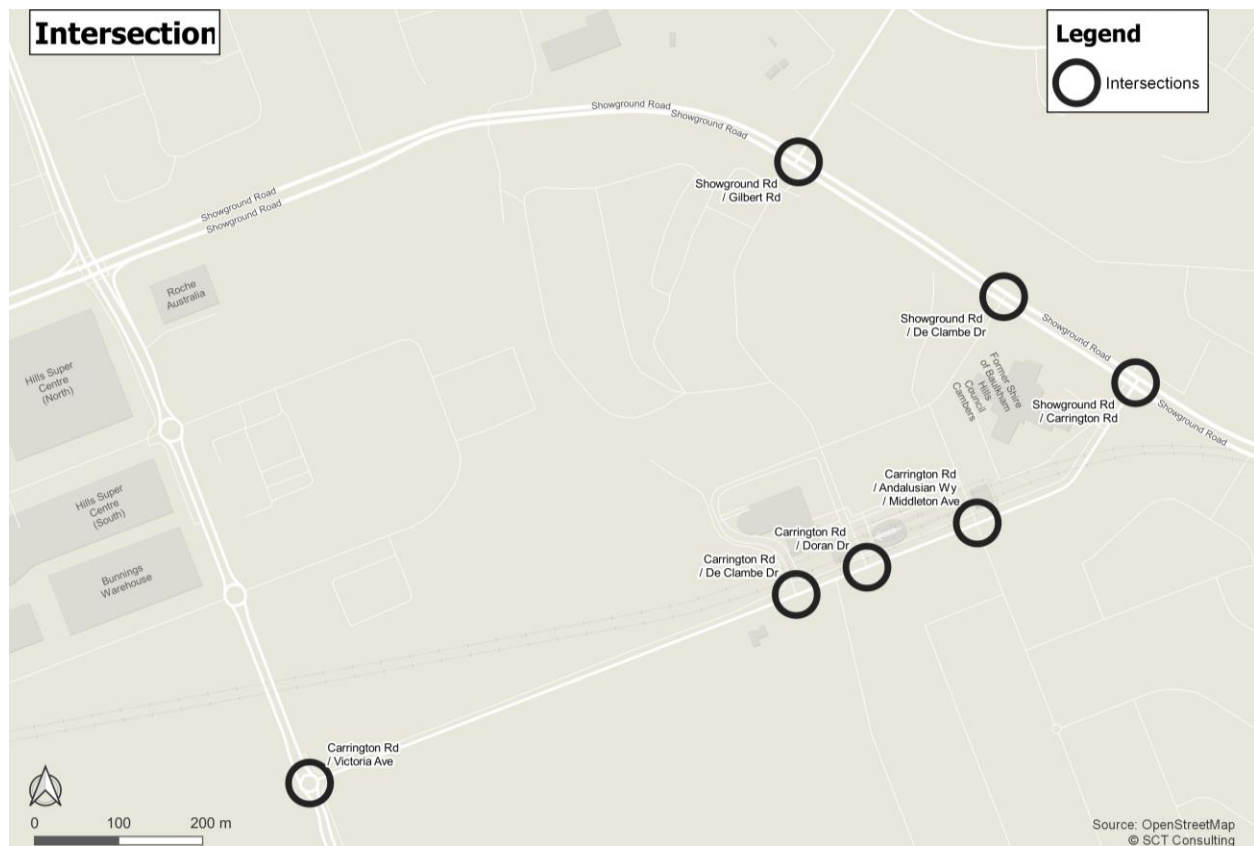 Intersection
Legend
Intersections
Showground Road
Showground Road
Showground Rd
/ Gilbert Rd
Showground Road
Showground Road
Roche
Australia
Showground Rd
/ De Clambe Dr
Showground Road
Hills Super
Centre
(North)
Former Shire
of Baulkham
Hills
Council
Cambers
Showground Rd
/ Carrington Rd
Showground Road
Hills Super
Centre
(South)
Carrington Rd
/ Andalusian Wy
/ Middleton Ave
Carrington Rd
/ Doran Dr
Carrington Rd
/ De Clambe Dr
Bunnings
Warehouse
Carrington Rd
/ Victoria Ave
0 100 200 m
Source: OpenStreetMap
© SCT Consulting